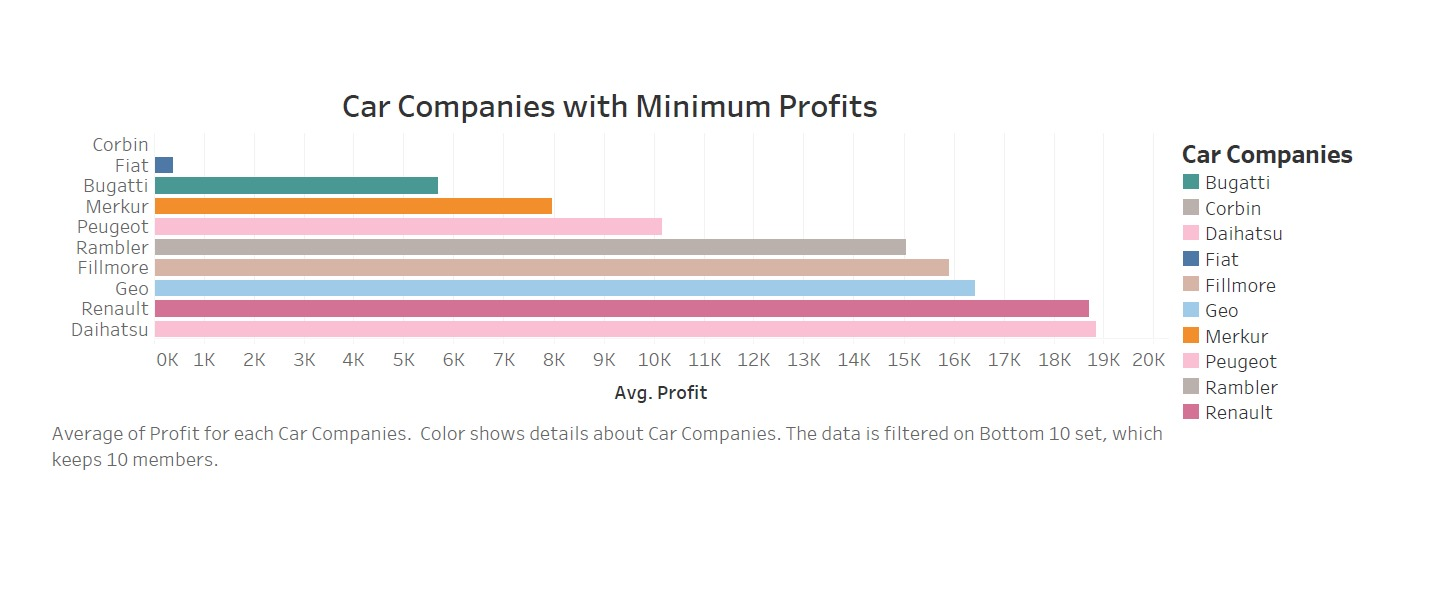 Car Companies with Minimum Profits
Corbin
Fiat
Bugatti
Merkur
Peugeot
Rambler
Fillmore
Geo
Renault
Daihatsu
0K 1K 2K 3K 4K 5K 6K 7K 8K 9K 10K 11K 12K 13K 14K 15K 16K 17K 18K 19K 20K
Avg. Profit
Car Companies
Bugatti
Corbin
Daihatsu
Fiat
Fillmore
Geo
Merkur
Peugeot
Rambler
Renault
Average of Profit for each Car Companies.  Color shows details about Car Companies. The data is filtered on Bottom 10 set, which
keeps 10 members.